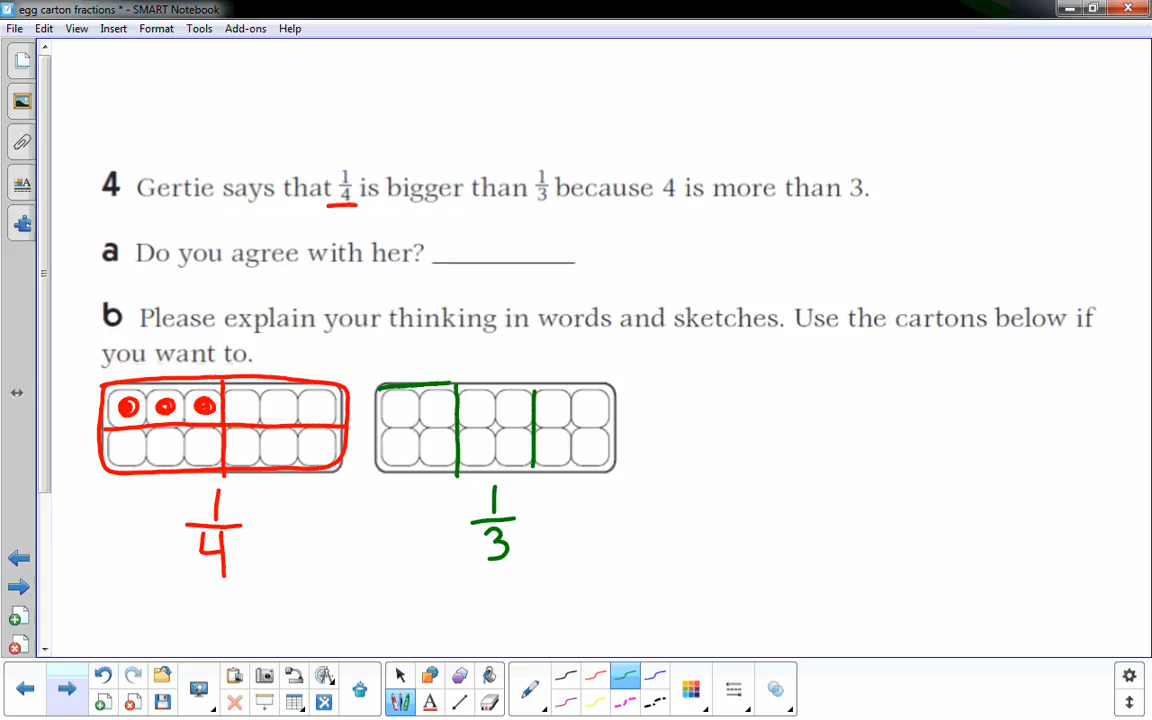 egg carton fractions * - SMART Notebook
File Edit View Insert Format Tools Add-ons Help
4 Gertie says that 1/4 is bigger than 1/3 because 4 is more than 3.
a Do you agree with her? __________
b Please explain your thinking in words and sketches. Use the cartons below if
you want to.
1/4 1/3